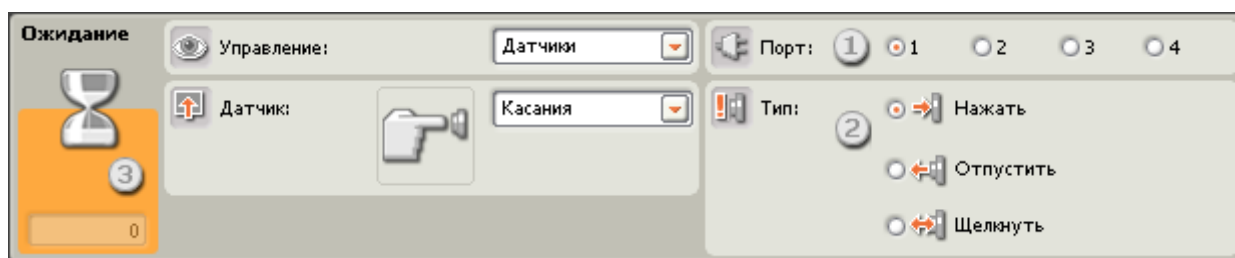 Ожидание
Управление: Датчики
Порт: 1 1 2 3 4
Датчик: Касания
Тип: 2 Нажать
Отпустить
Щелкнуть
3
0